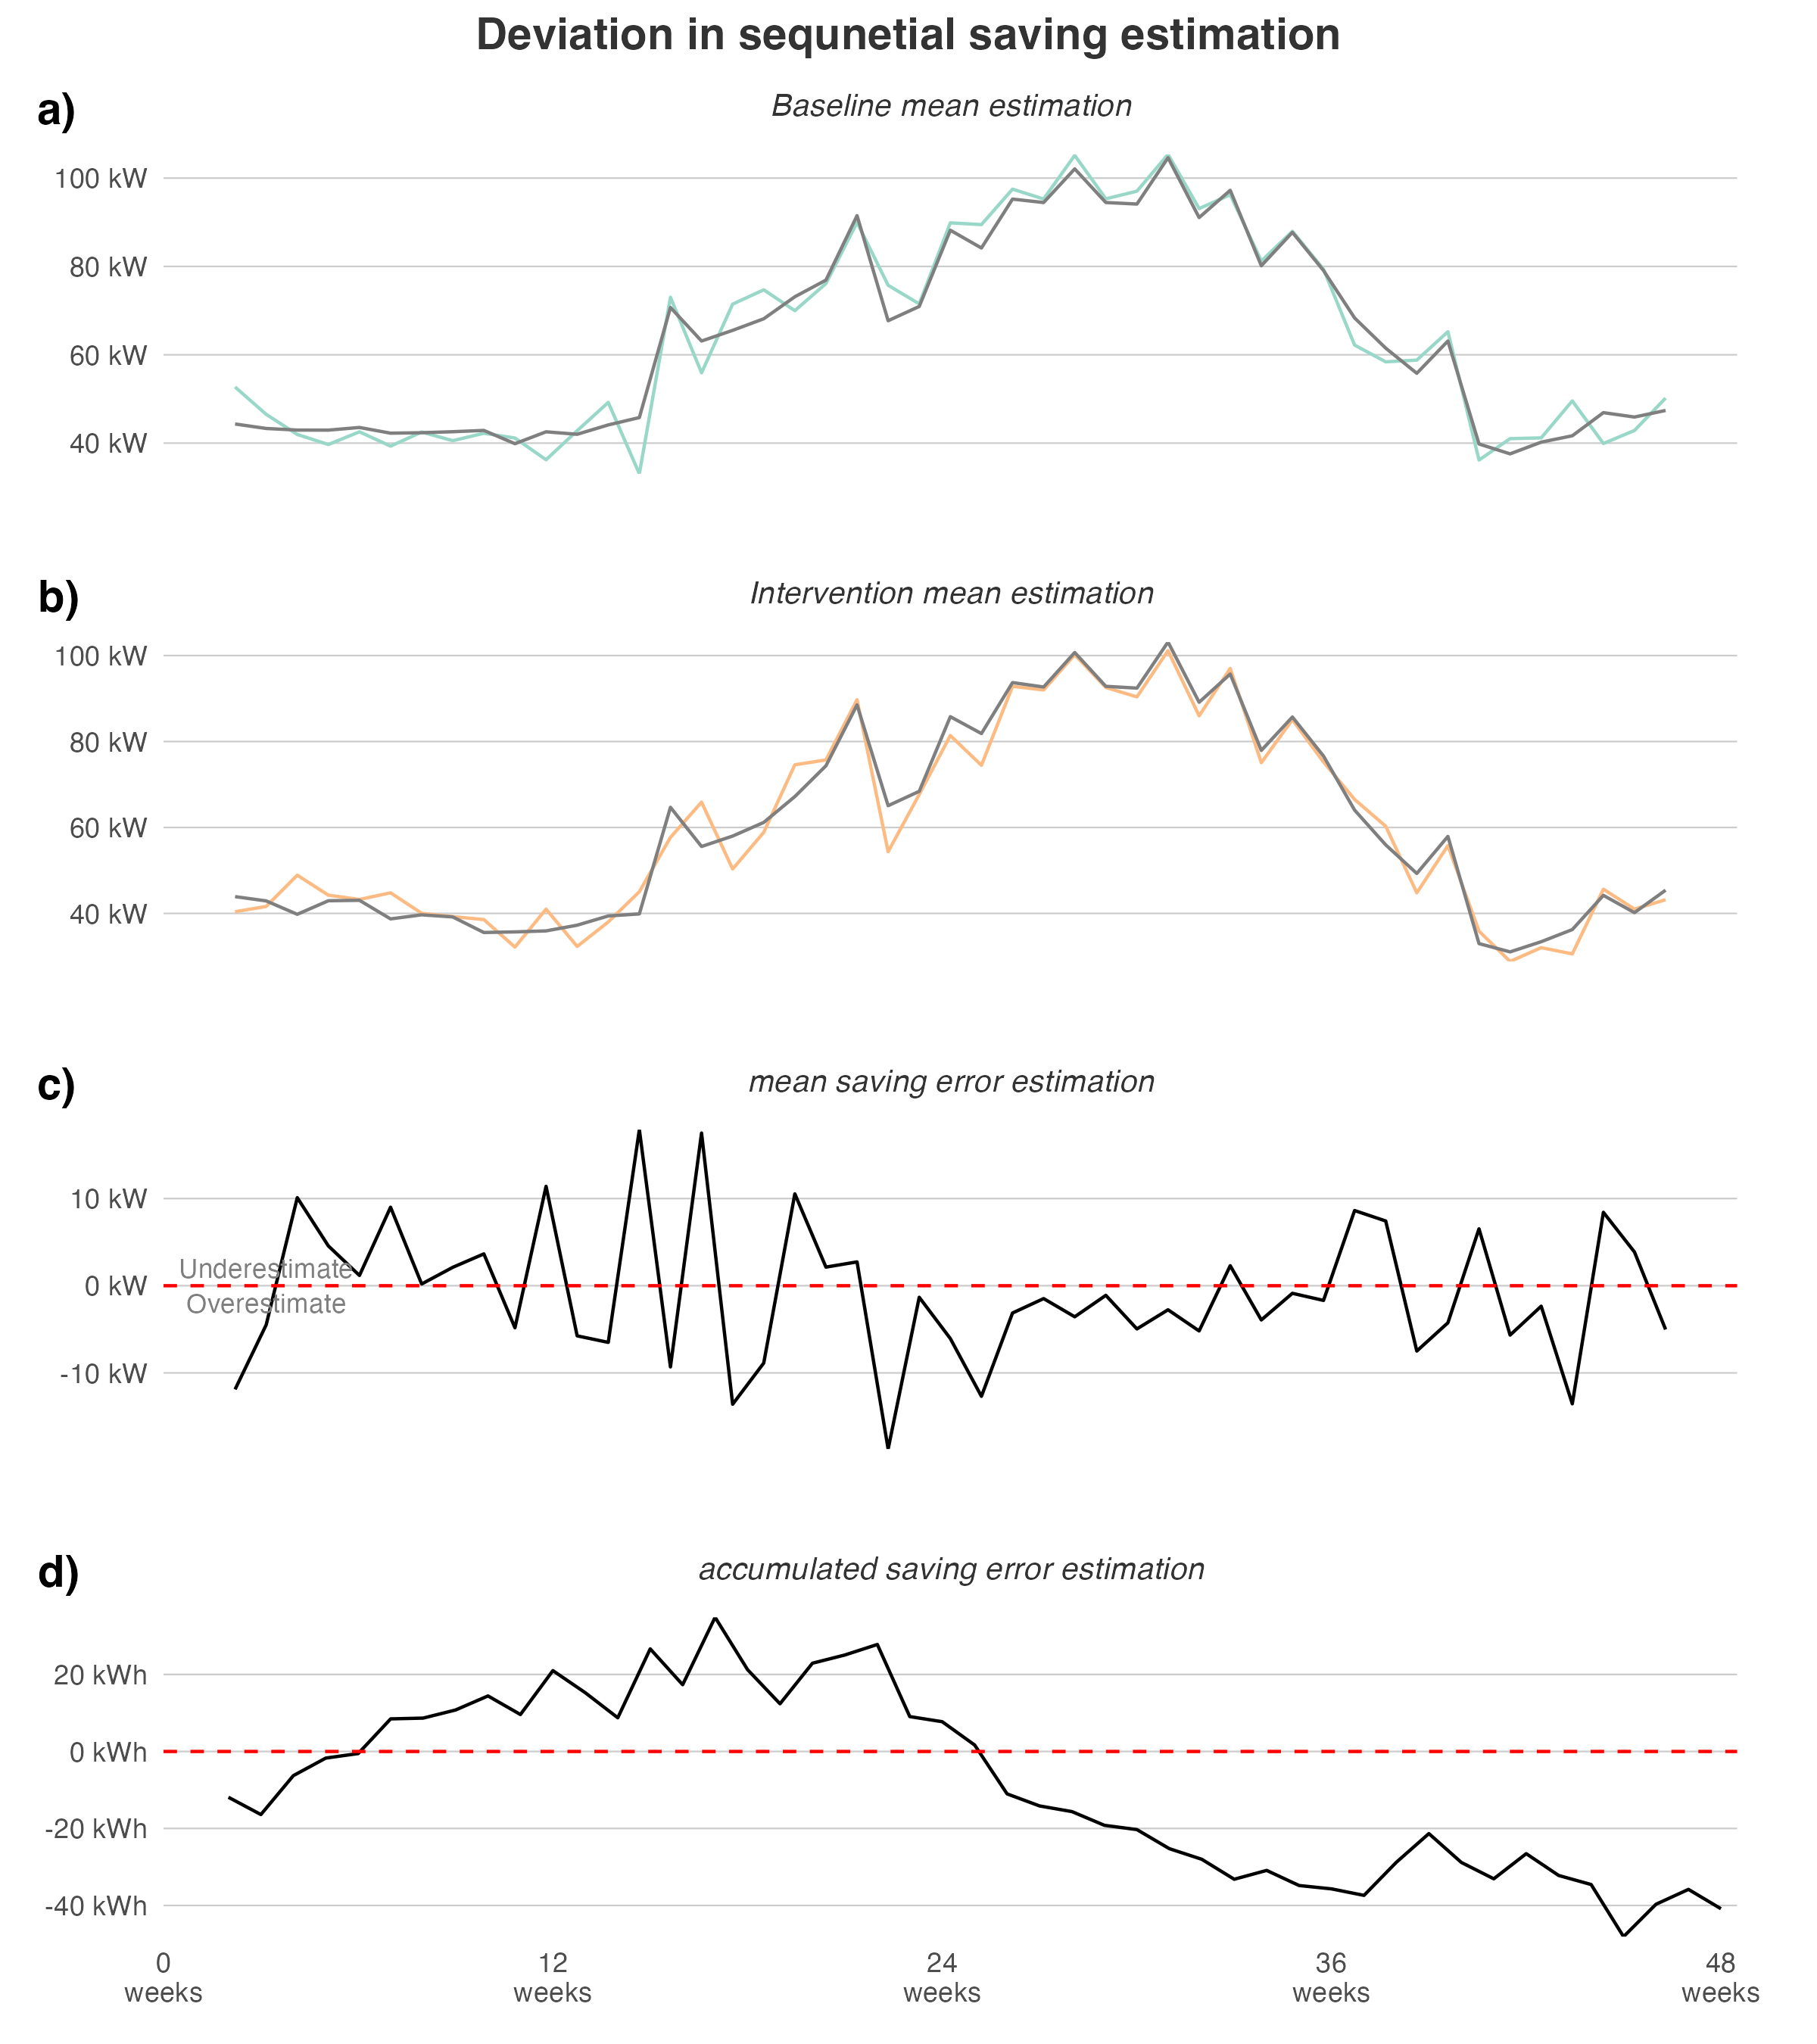 Deviation in sequnetial saving estimation
a)
Baseline mean estimation
100 kW
80 kW
60 kW
40 kW
b)
Intervention mean estimation
100 kW
80 kW
60 kW
40 kW
c)
mean saving error estimation
10 kW
Underestimate
0 kW
Overestimate
-10 kW
d)
accumulated saving error estimation
20 kWh
0 kWh
-20 kWh
-40 kWh
0 12 24 36 48
weeks weeks weeks weeks weeks